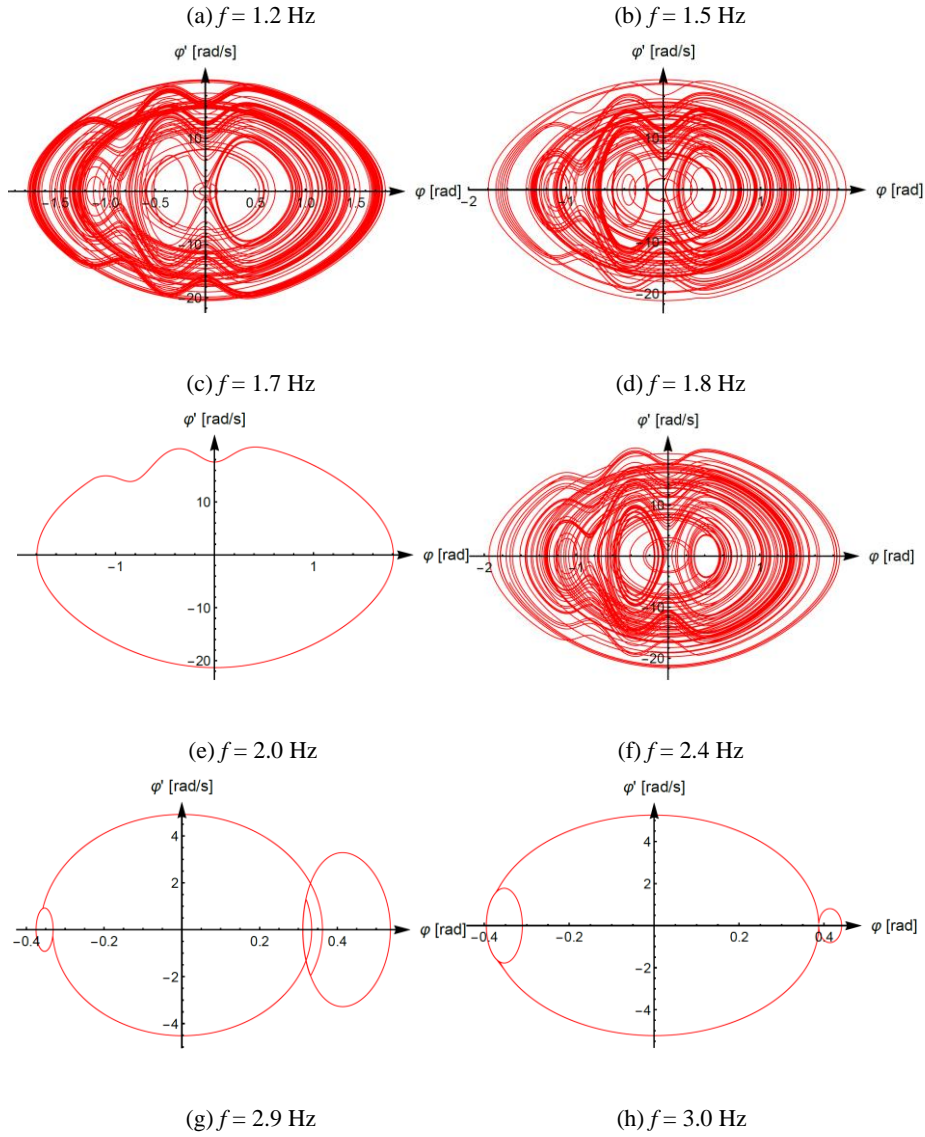 (a) f = 1.2 Hz
(b) f = 1.5 Hz
φ' [rad/s]
10
-1.5 -1.0 -0.5 0.5 1.0 1.5
φ [rad]
-10
-20
φ' [rad/s]
10
-2 -1 1
φ [rad]
-10
-20
(c) f = 1.7 Hz
(d) f = 1.8 Hz
φ' [rad/s]
10
-1 1
φ [rad]
-10
-20
φ' [rad/s]
10
-2 -1 1
φ [rad]
-10
-20
(e) f = 2.0 Hz
(f) f = 2.4 Hz
φ' [rad/s]
4
2
-0.4 -0.2 0.2 0.4
φ [rad]
-2
-4
φ' [rad/s]
4
2
-0.4 -0.2 0.2 0.4
φ [rad]
-2
-4
(g) f = 2.9 Hz
(h) f = 3.0 Hz